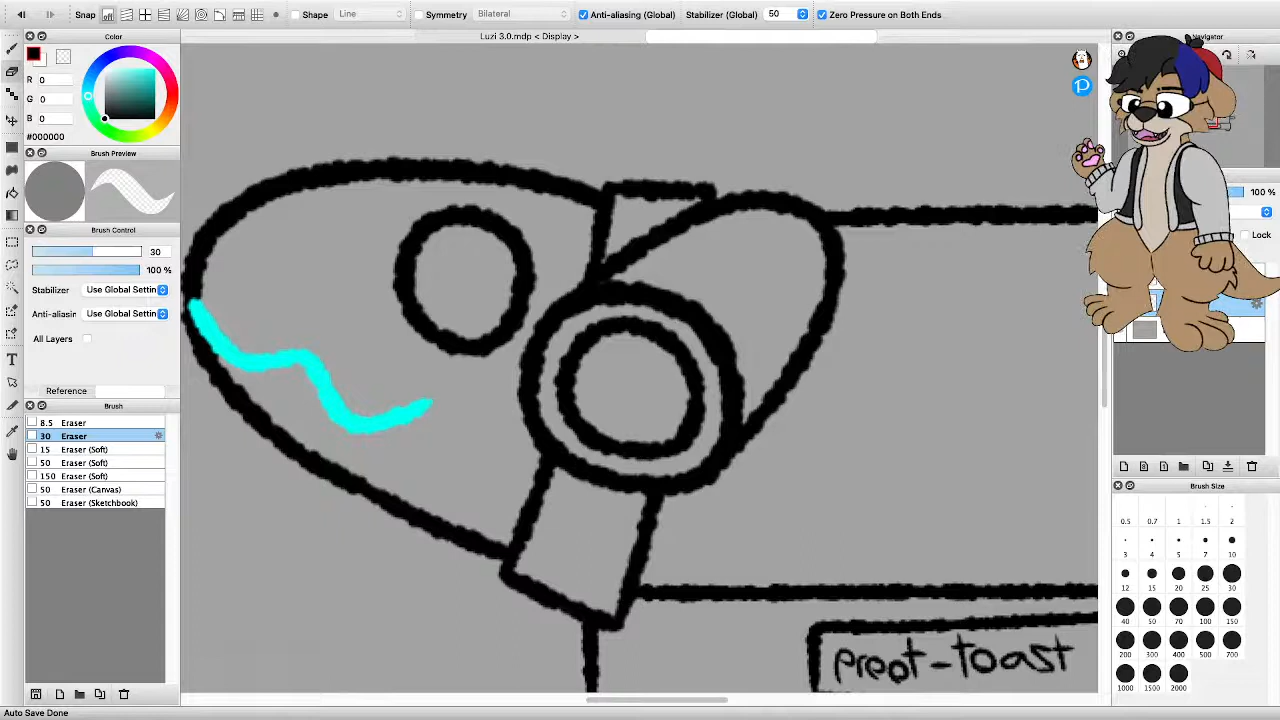 Snap
Shape
Line
Symmetry
Bilateral
Anti-aliasing (Global)
Stabilizer (Global)
50
Zero Pressure on Both Ends
Color
Luzi 3.0.mdp < Display >
Navigator
R 0
G 0
B 0
#000000
Brush Preview
Brush Control
30
100 %
Stabilizer Use Global Settin
Anti-aliasin Use Global Settin
All Layers
Reference
Brush
8.5 Eraser
30 Eraser
15 Eraser (Soft)
50 Eraser (Soft)
150 Eraser (Soft)
50 Eraser (Canvas)
50 Eraser (Sketchbook)
100 %
Lock
Brush Size
0.5 0.7 1 1.5 2
3 4 5 7 10
12 15 20 25 30
40 50 70 100 150
200 300 400 500 700
1000 1500 2000
preot-toast
Auto Save Done